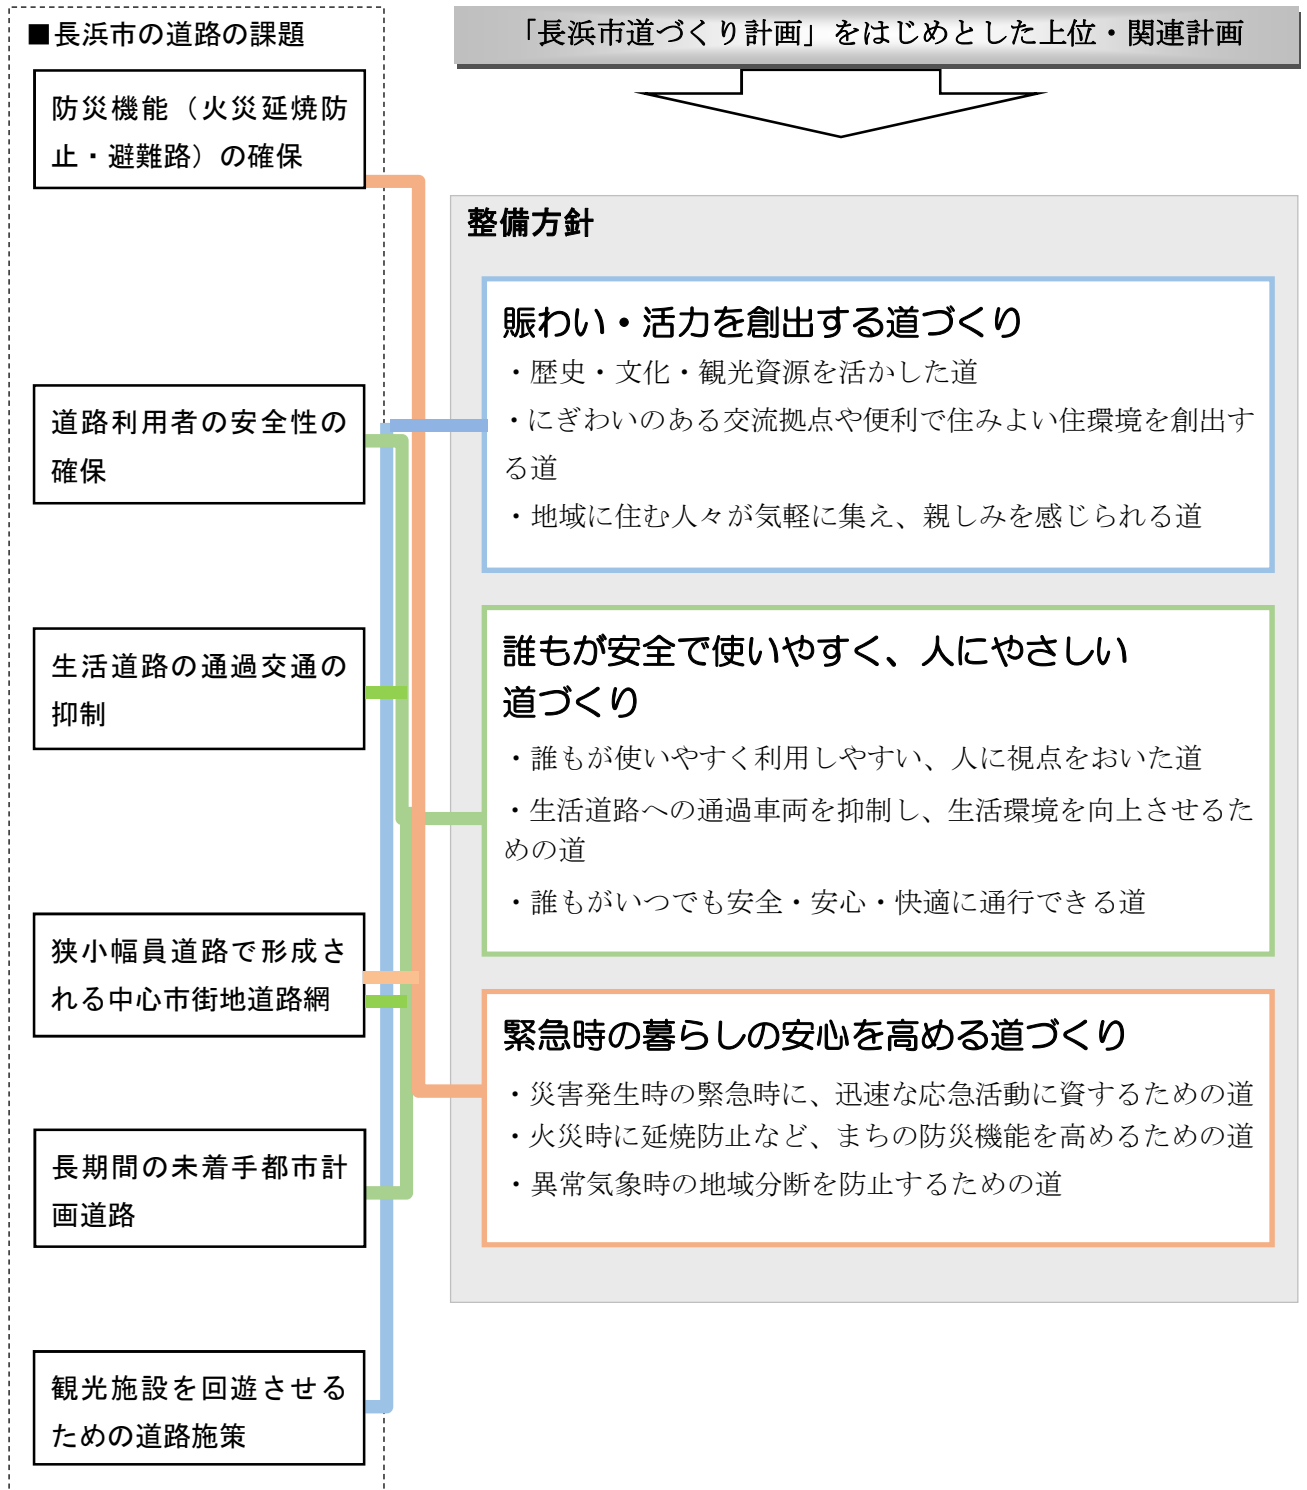 ■長浜市の道路の課題
防災機能（火災延焼防
止・避難路）の確保
道路利用者の安全性の
確保
生活道路の通過交通の
抑制
狭小幅員道路で形成さ
れる中心市街地道路網
長期間の未着手都市計
画道路
観光施設を回遊させる
ための道路施策
「長浜市道づくり計画」をはじめとした上位・関連計画
整備方針
賑わい・活力を創出する道づくり
・歴史・文化・観光資源を活かした道
・にぎわいのある交流拠点や便利で住みよい住環境を創出す
る道
・地域に住む人々が気軽に集え、親しみを感じられる道
誰もが安全で使いやすく、人にやさしい
道づくり
・誰もが使いやすく利用しやすい、人に視点をおいた道
・生活道路への通過車両を抑制し、生活環境を向上させるた
めの道
・誰もがいつでも安全・安心・快適に通行できる道
緊急時の暮らしの安心を高める道づくり
・災害発生時の緊急時に、迅速な応急活動に資するための道
・火災時に延焼防止など、まちの防災機能を高めるための道
・異常気象時の地域分断を防止するための道